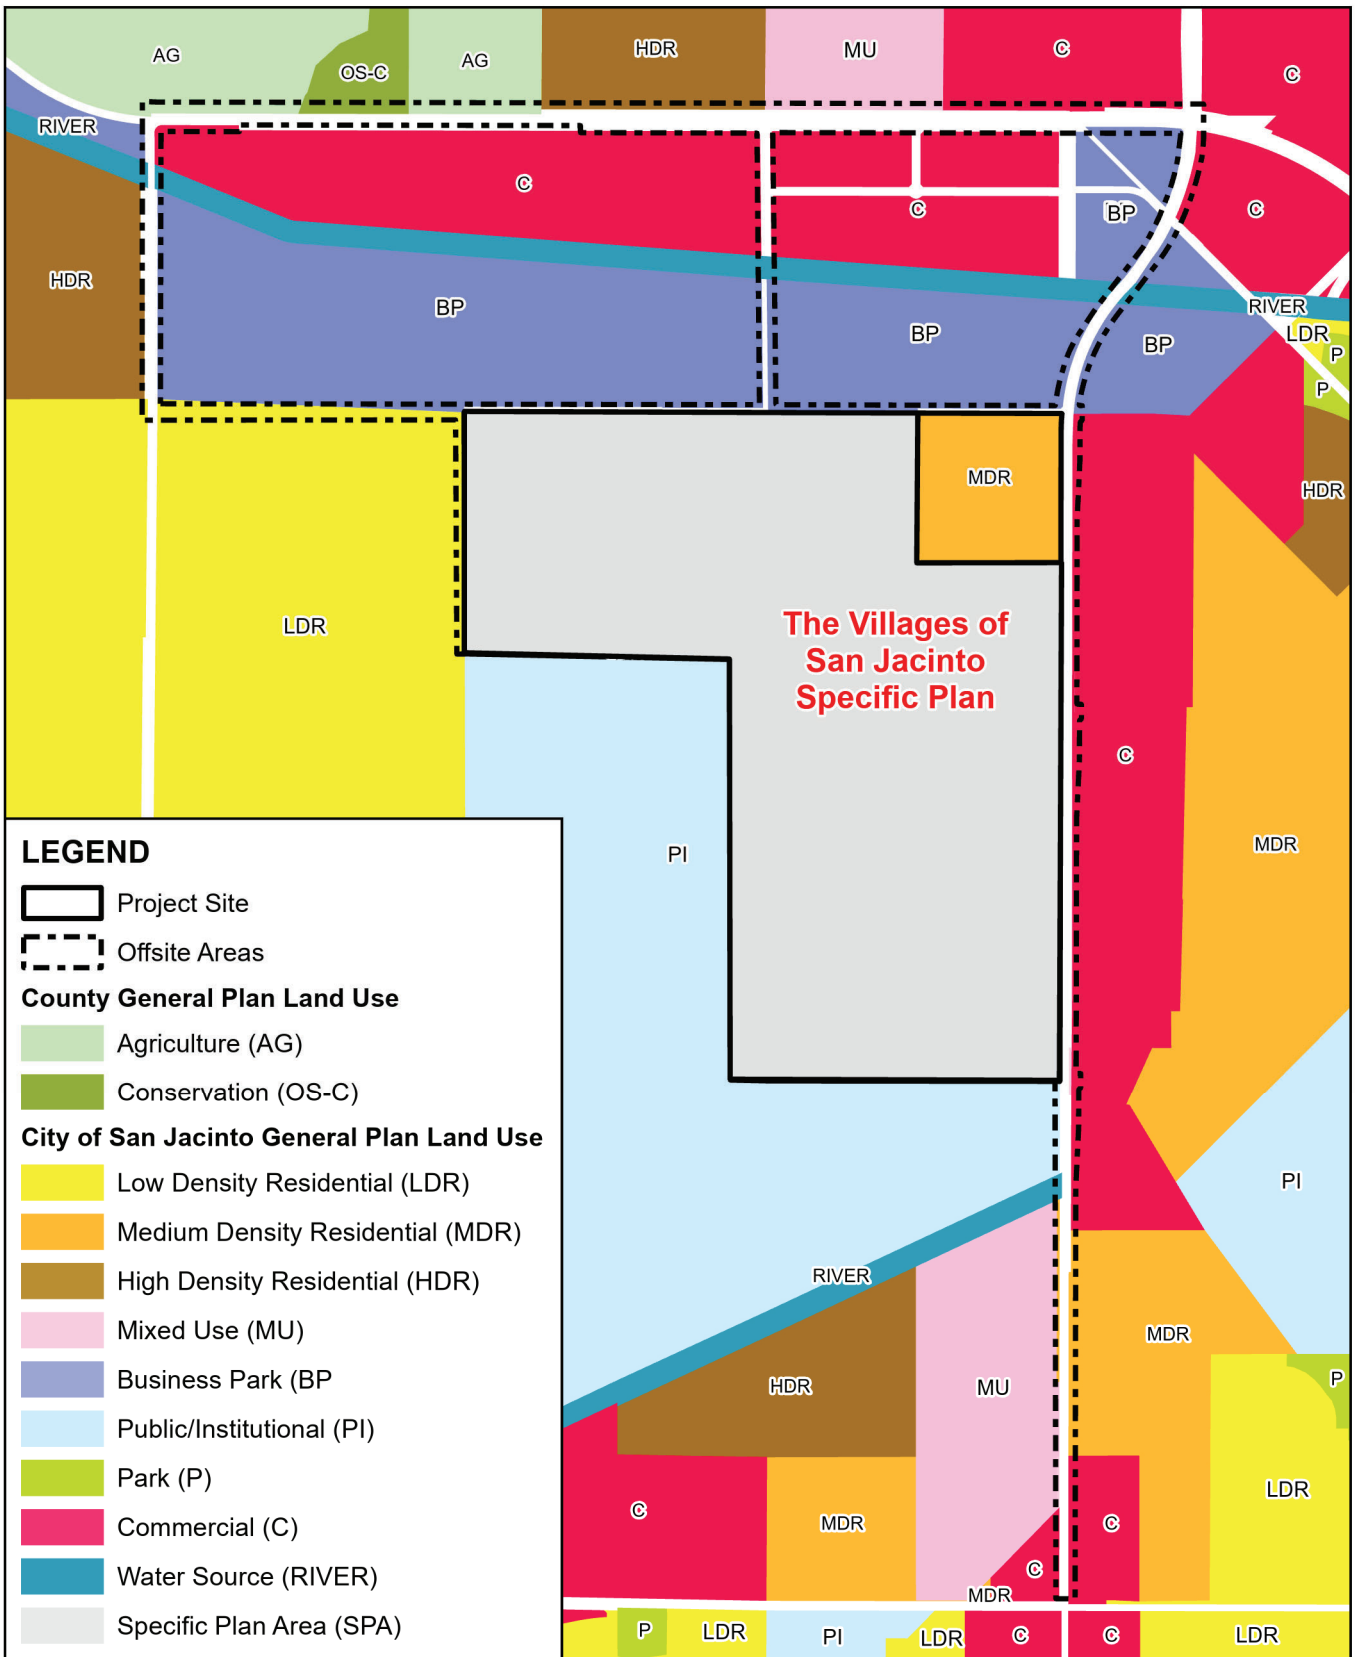 AG
OS-C
AG
HDR
MU
C
C
RIVER
C
C
BP
C
HDR
BP
BP
BP
RIVER
LDR
P
P
MDR
HDR
LDR
The Villages of
San Jacinto
Specific Plan
C
MDR
PI
PI
RIVER
HDR
MU
MDR
P
LDR
C
MDR
C
C
MDR
P
LDR
PI
LDR
C
C
LDR
LEGEND
Project Site
Offsite Areas
County General Plan Land Use
Agriculture (AG)
Conservation (OS-C)
City of San Jacinto General Plan Land Use
Low Density Residential (LDR)
Medium Density Residential (MDR)
High Density Residential (HDR)
Mixed Use (MU)
Business Park (BP
Public/Institutional (PI)
Park (P)
Commercial (C)
Water Source (RIVER)
Specific Plan Area (SPA)